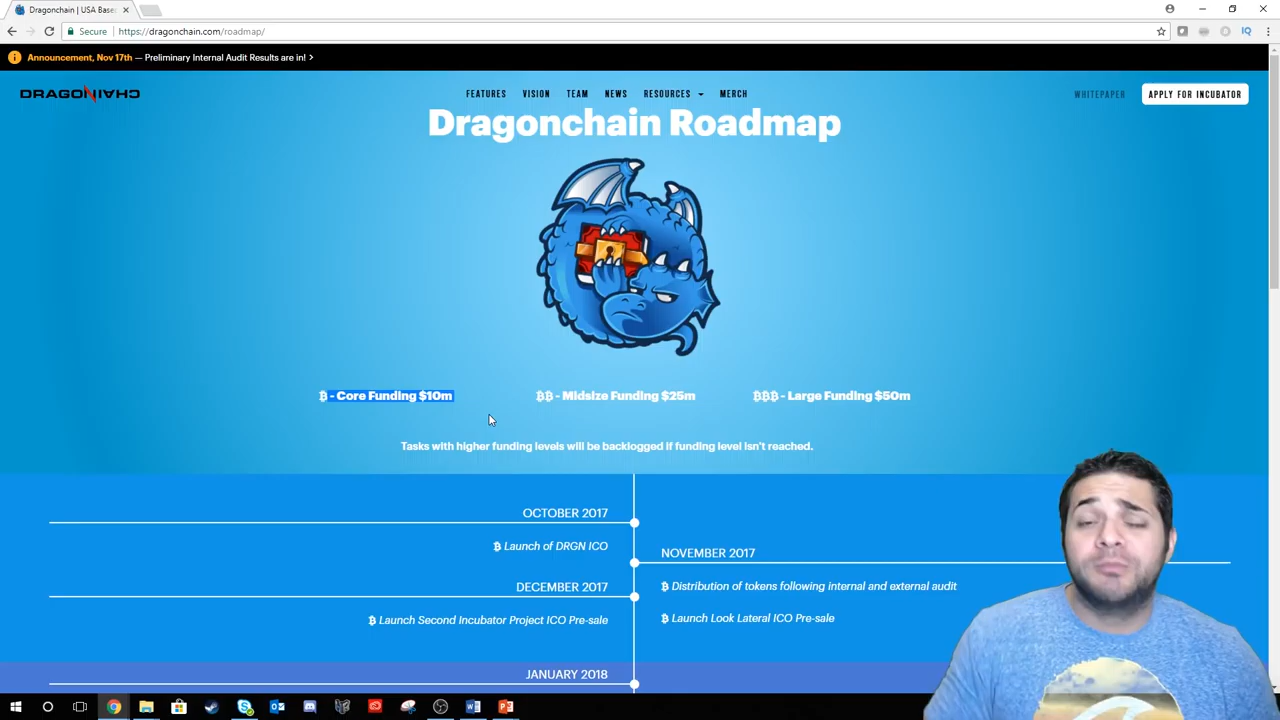 Dragonchain | USA Base
Secure
https://dragonchain.com/roadmap/
Announcement, Nov 17th — Preliminary Internal Audit Results are in! >
DRAGONCHAIN
FEATURES
VISION
TEAM
NEWS
RESOURCES
MERCH
WHITEPAPER
APPLY FOR INCUBATOR
Dragonchain Roadmap
₿ - Core Funding $10m
₿₿ - Midsize Funding $25m
₿₿₿ - Large Funding $50m
Tasks with higher funding levels will be backlogged if funding level isn't reached.
OCTOBER 2017
₿ Launch of DRGN ICO
NOVEMBER 2017
₿ Distribution of tokens following internal and external audit
₿ Launch Look Lateral ICO Pre-sale
DECEMBER 2017
₿ Launch Second Incubator Project ICO Pre-sale
JANUARY 2018